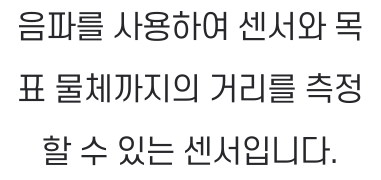 음파를 사용하여 센서와 목
표 물체까지의 거리를 측정
할 수 있는 센서입니다.